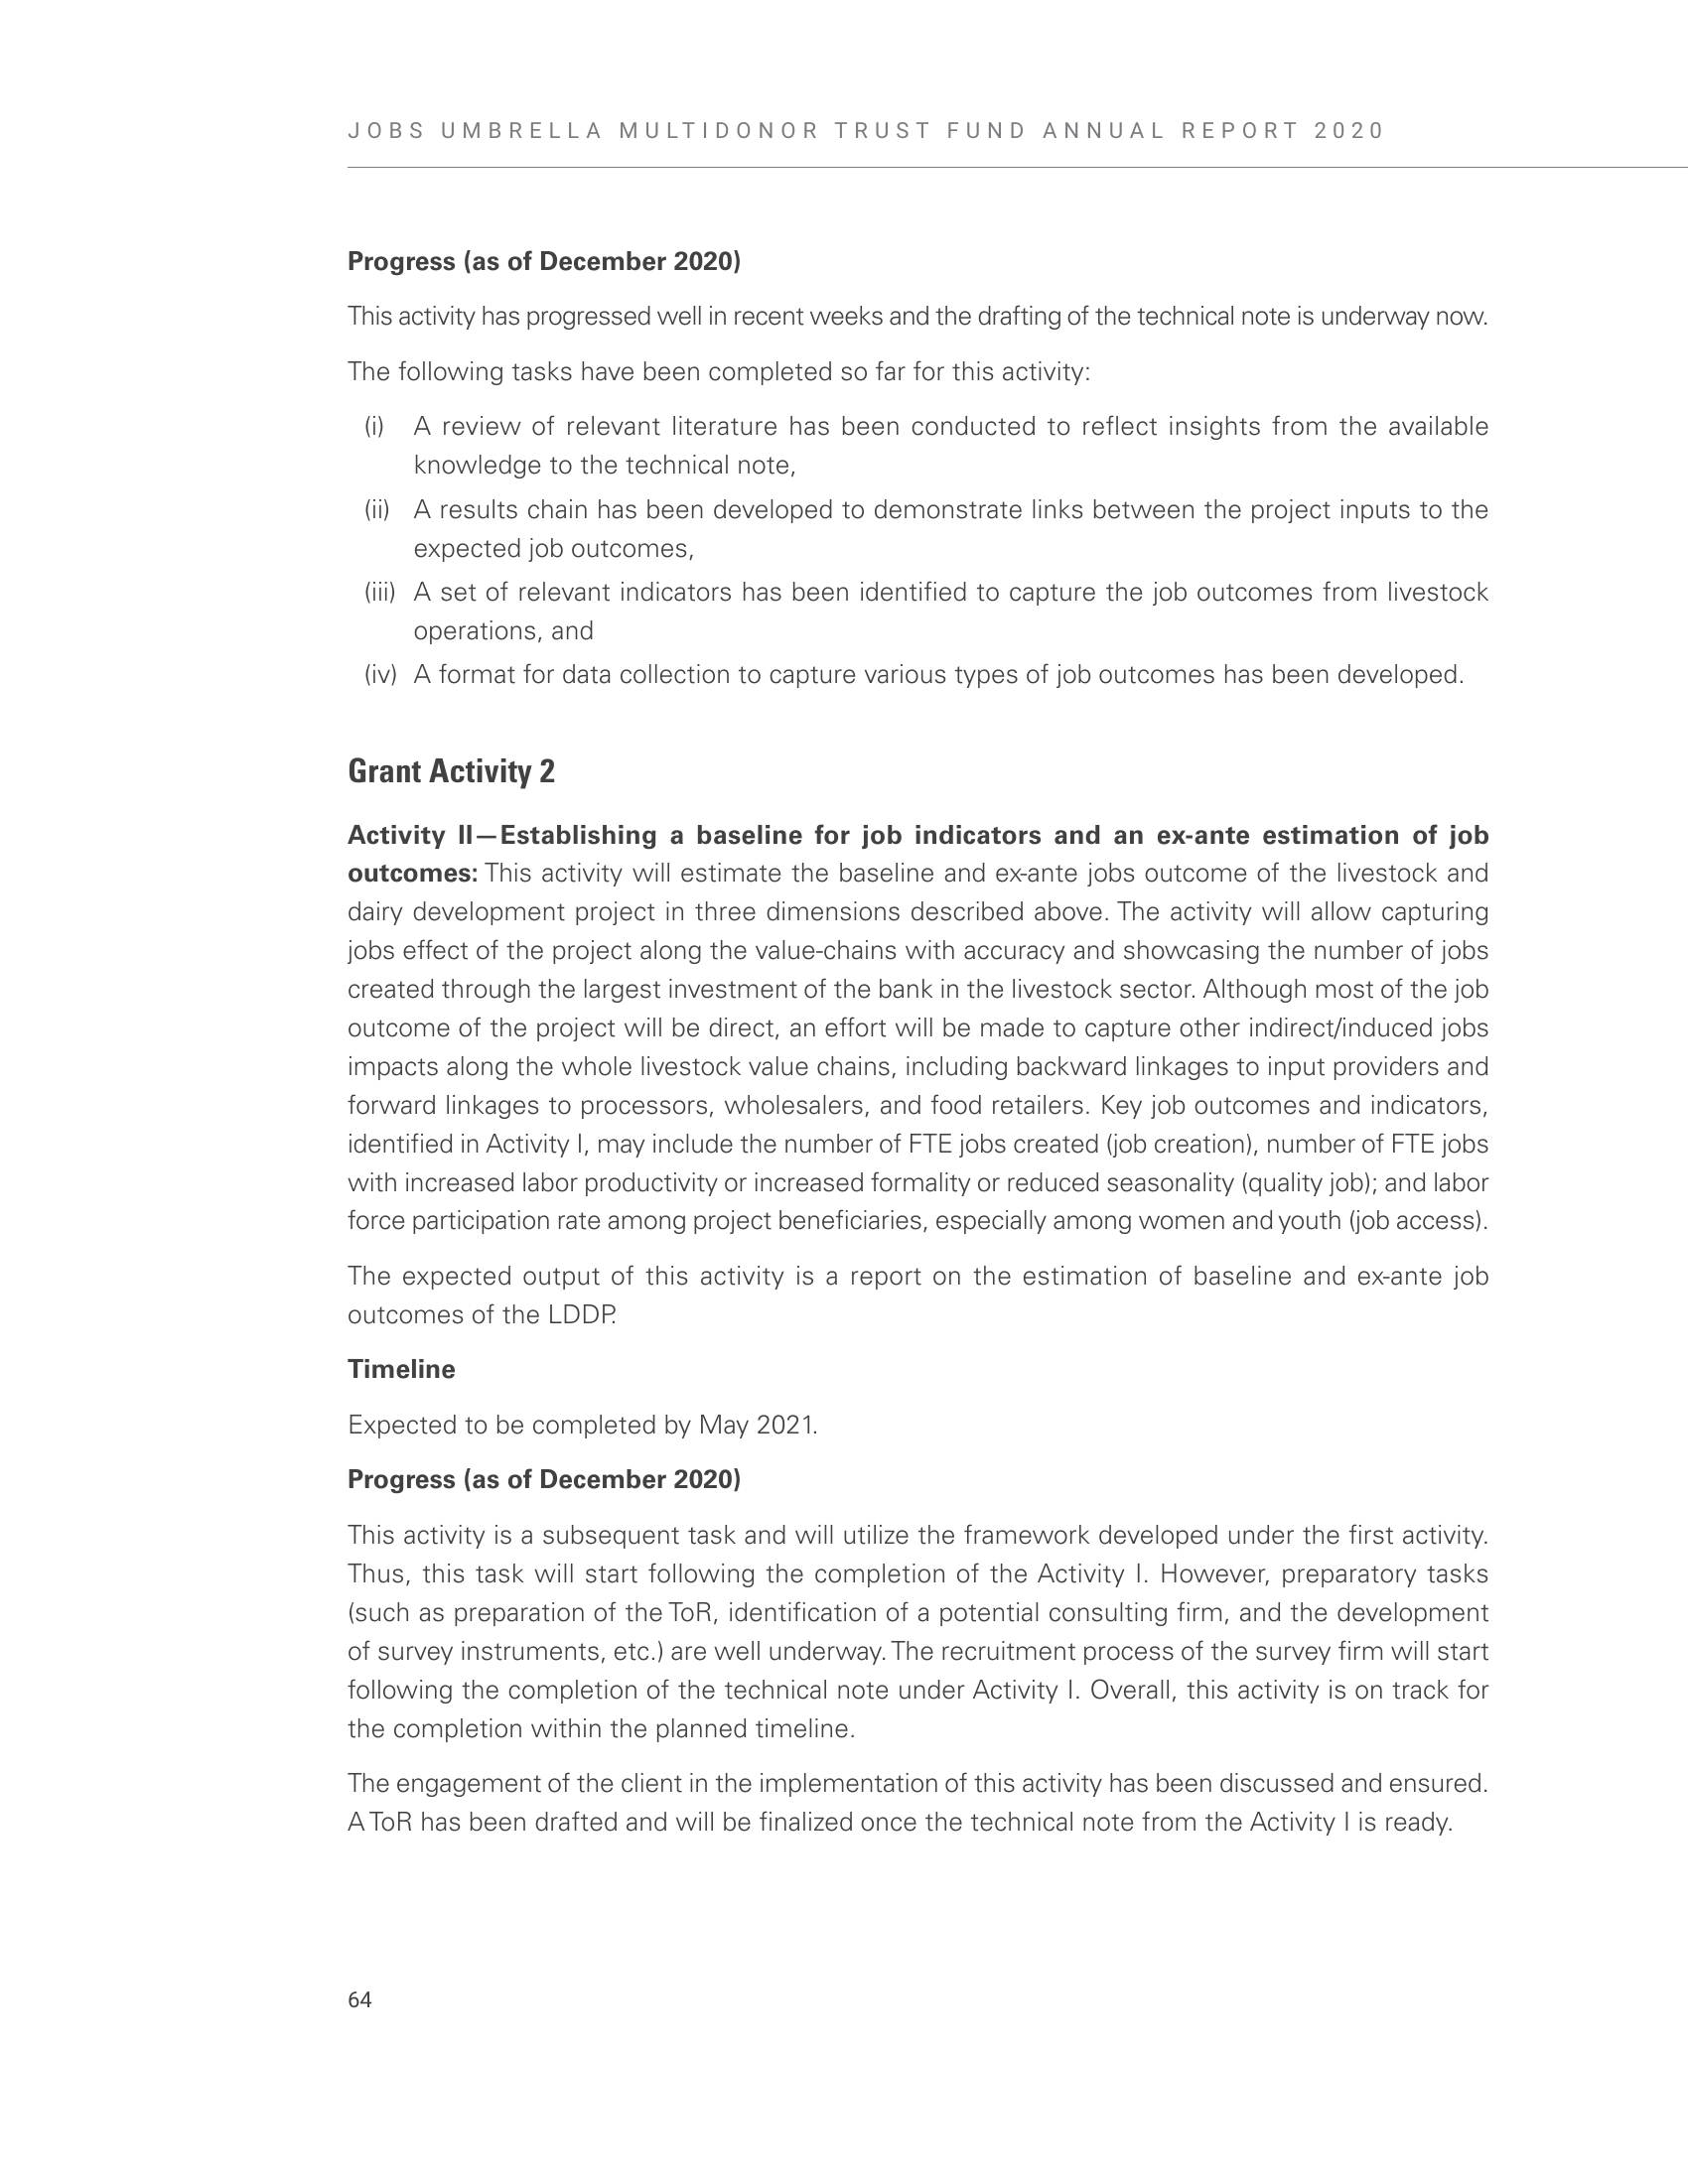 JOBS UMBRELLA MULTIDONOR TRUST FUND ANNUAL REPORT 2020
Progress (as of December 2020)
This activity has progressed well in recent weeks and the drafting of the technical note is underway now.
The following tasks have been completed so far for this activity:
(i) A review of relevant literature has been conducted to reflect insights from the available
knowledge to the technical note,
(ii) A results chain has been developed to demonstrate links between the project inputs to the
expected job outcomes,
(iii) A set of relevant indicators has been identified to capture the job outcomes from livestock
operations, and
(iv) A format for data collection to capture various types of job outcomes has been developed.
Grant Activity 2
Activity II—Establishing a baseline for job indicators and an ex-ante estimation of job
outcomes: This activity will estimate the baseline and ex-ante jobs outcome of the livestock and
dairy development project in three dimensions described above. The activity will allow capturing
jobs effect of the project along the value-chains with accuracy and showcasing the number of jobs
created through the largest investment of the bank in the livestock sector. Although most of the job
outcome of the project will be direct, an effort will be made to capture other indirect/induced jobs
impacts along the whole livestock value chains, including backward linkages to input providers and
forward linkages to processors, wholesalers, and food retailers. Key job outcomes and indicators,
identified in Activity I, may include the number of FTE jobs created (job creation), number of FTE jobs
with increased labor productivity or increased formality or reduced seasonality (quality job); and labor
force participation rate among project beneficiaries, especially among women and youth (job access).
The expected output of this activity is a report on the estimation of baseline and ex-ante job
outcomes of the LDDP.
Timeline
Expected to be completed by May 2021.
Progress (as of December 2020)
This activity is a subsequent task and will utilize the framework developed under the first activity.
Thus, this task will start following the completion of the Activity I. However, preparatory tasks
(such as preparation of the ToR, identification of a potential consulting firm, and the development
of survey instruments, etc.) are well underway. The recruitment process of the survey firm will start
following the completion of the technical note under Activity I. Overall, this activity is on track for
the completion within the planned timeline.
The engagement of the client in the implementation of this activity has been discussed and ensured.
A ToR has been drafted and will be finalized once the technical note from the Activity I is ready.
64